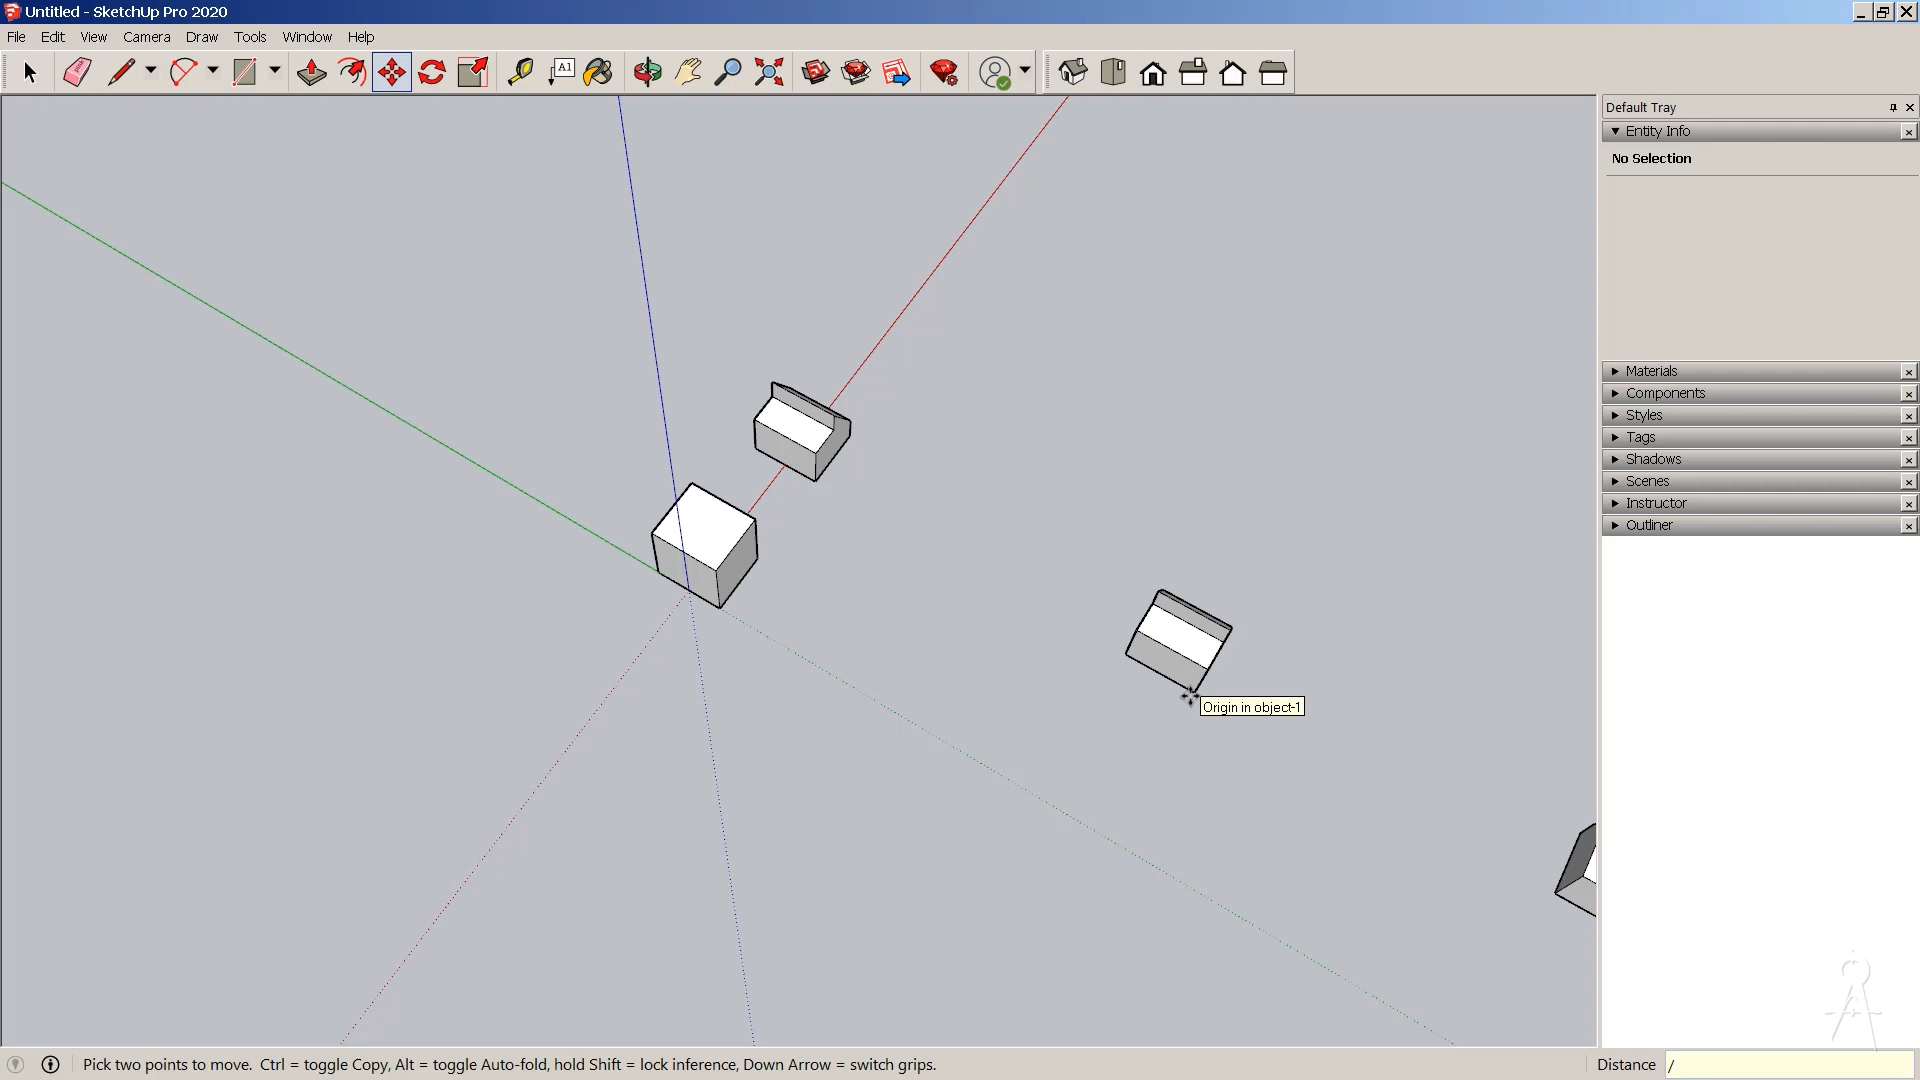 Untitled - SketchUp Pro 2020
File Edit View Camera Draw Tools Window Help
A1
Default Tray
Entity Info
No Selection
Materials
Components
Styles
Tags
Shadows
Scenes
Instructor
Outliner
Origin in object-1
Pick two points to move. Ctrl = toggle Copy, Alt = toggle Auto-fold, hold Shift = lock inference, Down Arrow = switch grips.
Distance /